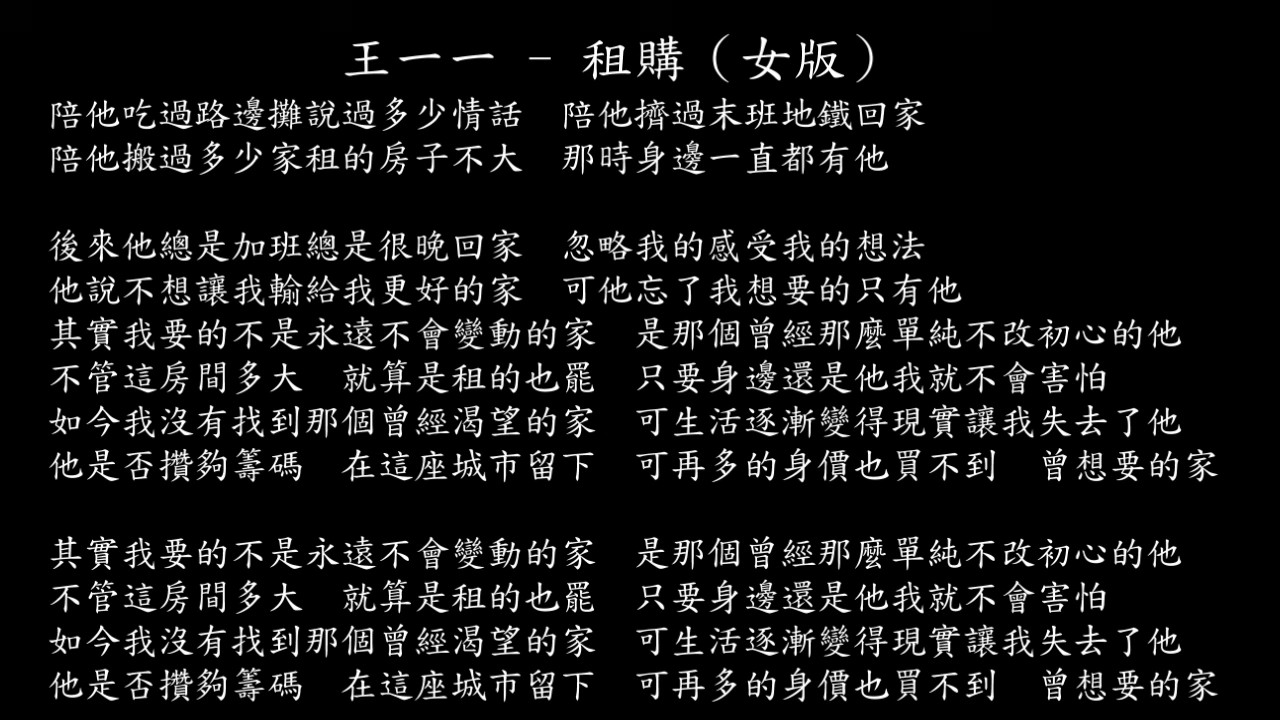 王一一 - 租購（女版）
陪他吃過路邊攤說過多少情話　陪他擠過末班地鐵回家
陪他搬過多少家租的房子不大　那時身邊一直都有他
後來他總是加班總是很晚回家　忽略我的感受我的想法
他說不想讓我輸給我更好的家　可他忘了我想要的只有他
其實我要的不是永遠不會變動的家　是那個曾經那麼單純不改初心的他
不管這房間多大　就算是租的也罷　只要身邊還是他我就不會害怕
如今我沒有找到那個曾經渴望的家　可生活逐漸變得現實讓我失去了他
他是否攢夠籌碼　在這座城市留下　可再多的身價也買不到　曾想要的家
其實我要的不是永遠不會變動的家　是那個曾經那麼單純不改初心的他
不管這房間多大　就算是租的也罷　只要身邊還是他我就不會害怕
如今我沒有找到那個曾經渴望的家　可生活逐漸變得現實讓我失去了他
他是否攢夠籌碼　在這座城市留下　可再多的身價也買不到　曾想要的家